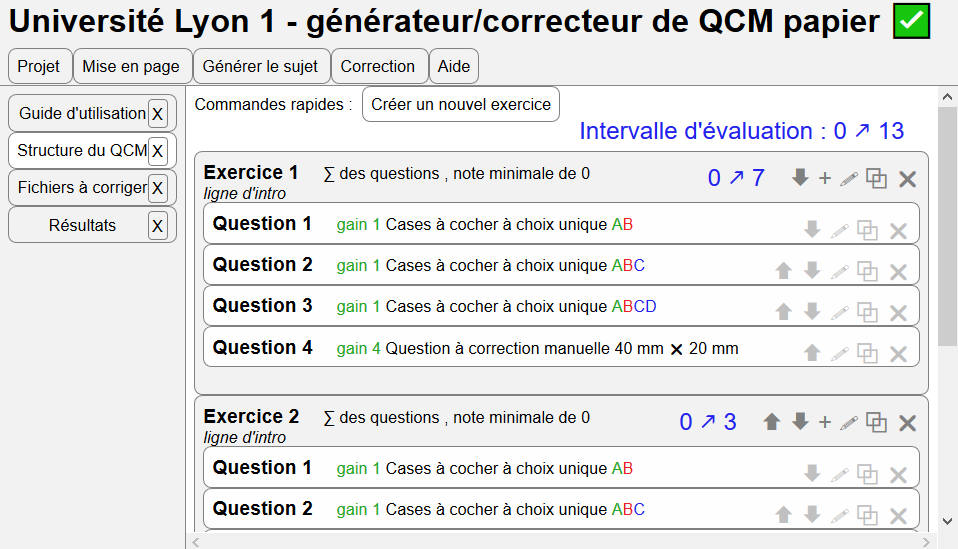 Université Lyon 1 - générateur/correcteur de QCM papier ✅
Projet Mise en page Générer le sujet Correction Aide
Guide d'utilisation X
Structure du QCM X
Fichiers à corriger X
Résultats X
Commandes rapides : Créer un nouvel exercice
Intervalle d'évaluation : 0 ↗ 13
Exercice 1 ∑ des questions , note minimale de 0 0 ↗ 7
ligne d'intro
Question 1 gain 1 Cases à cocher à choix unique AB
Question 2 gain 1 Cases à cocher à choix unique ABC
Question 3 gain 1 Cases à cocher à choix unique ABCD
Question 4 gain 4 Question à correction manuelle 40 mm × 20 mm
Exercice 2 ∑ des questions , note minimale de 0 0 ↗ 3
ligne d'intro
Question 1 gain 1 Cases à cocher à choix unique AB
Question 2 gain 1 Cases à cocher à choix unique ABC